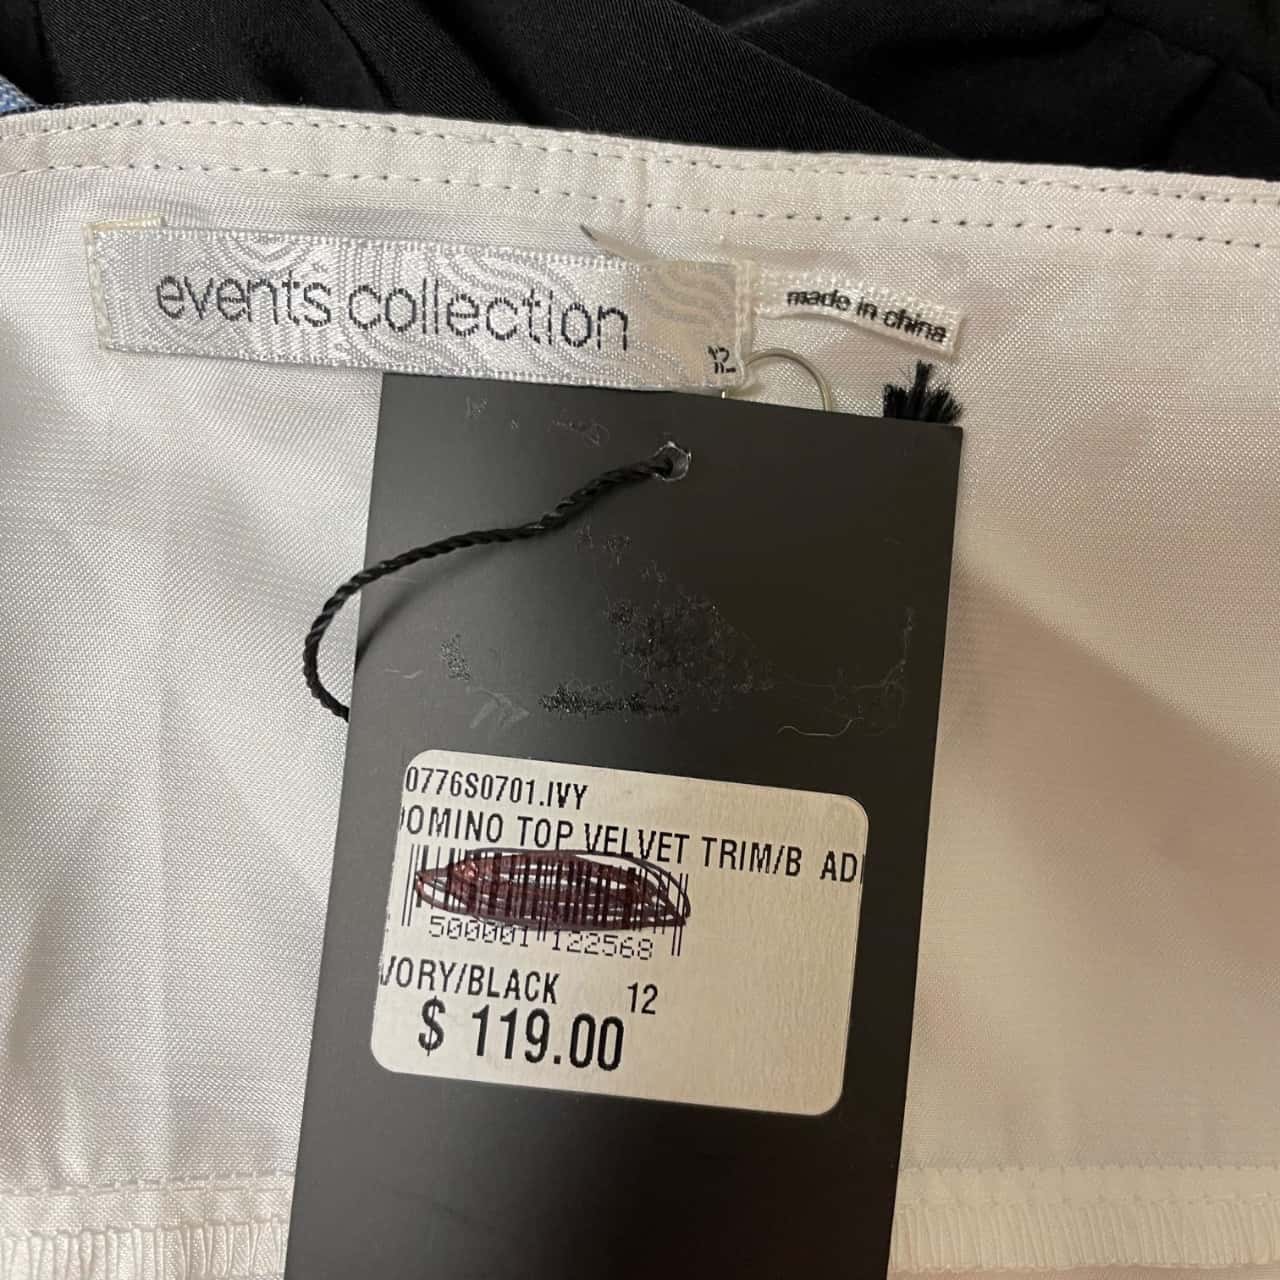 events collection
12
made in china
0776S0701.IVY
OMINO TOP VELVET TRIM/B AD
500001 122568
VORY/BLACK 12
$ 119.00